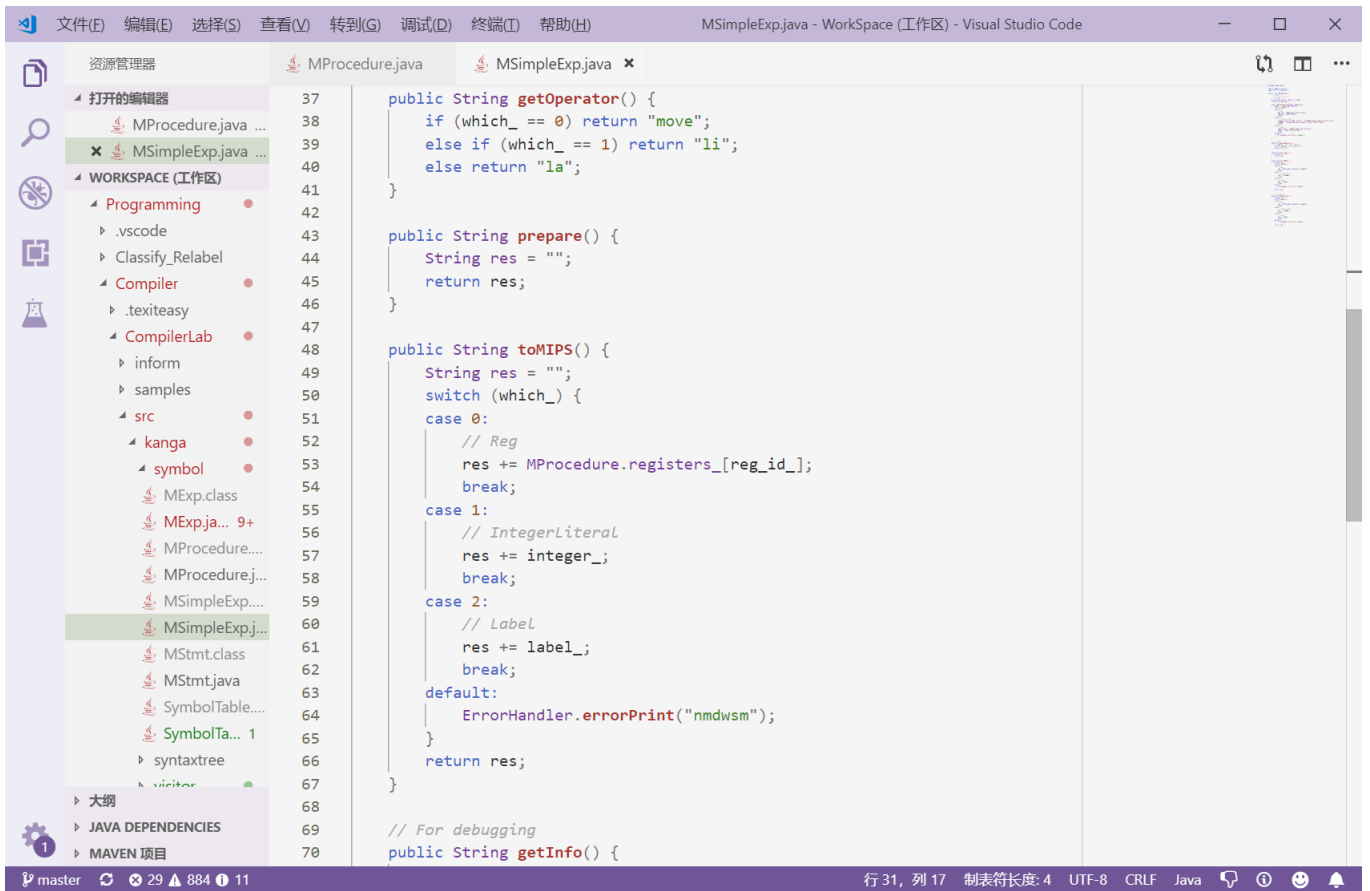 文件(F) 编辑(E) 选择(S) 查看(V) 转到(G) 调试(D) 终端(T) 帮助(H) MSimpleExp.java - WorkSpace (工作区) - Visual Studio Code
资源管理器
打开的编辑器
MProcedure.java ...
MSimpleExp.java ...
WORKSPACE (工作区)
Programming
.vscode
Classify_Relabel
Compiler
.texiteasy
CompilerLab
inform
samples
src
kanga
symbol
MExp.class
MExp.ja... 9+
MProcedure....
MProcedure.j...
MSimpleExp....
MSimpleExp.j...
MStmt.class
MStmt.java
SymbolTable....
SymbolTa... 1
syntaxtree
visitor
大纲
JAVA DEPENDENCIES
MAVEN 项目
1
MProcedure.java MSimpleExp.java
37 public String getOperator() {
38 if (which_ == 0) return "move";
39 else if (which_ == 1) return "li";
40 else return "la";
41 }
42
43 public String prepare() {
44 String res = "";
45 return res;
46 }
47
48 public String toMIPS() {
49 String res = "";
50 switch (which_) {
51 case 0:
52 // Reg
53 res += MProcedure.registers_[reg_id_];
54 break;
55 case 1:
56 // IntegerLiteral
57 res += integer_;
58 break;
59 case 2:
60 // Label
61 res += label_;
62 break;
63 default:
64 ErrorHandler.errorPrint("nmdwsm");
65 }
66 return res;
67 }
68
69 // For debugging
70 public String getInfo() {
master 29 884 11 行 31，列 17 制表符长度: 4 UTF-8 CRLF Java